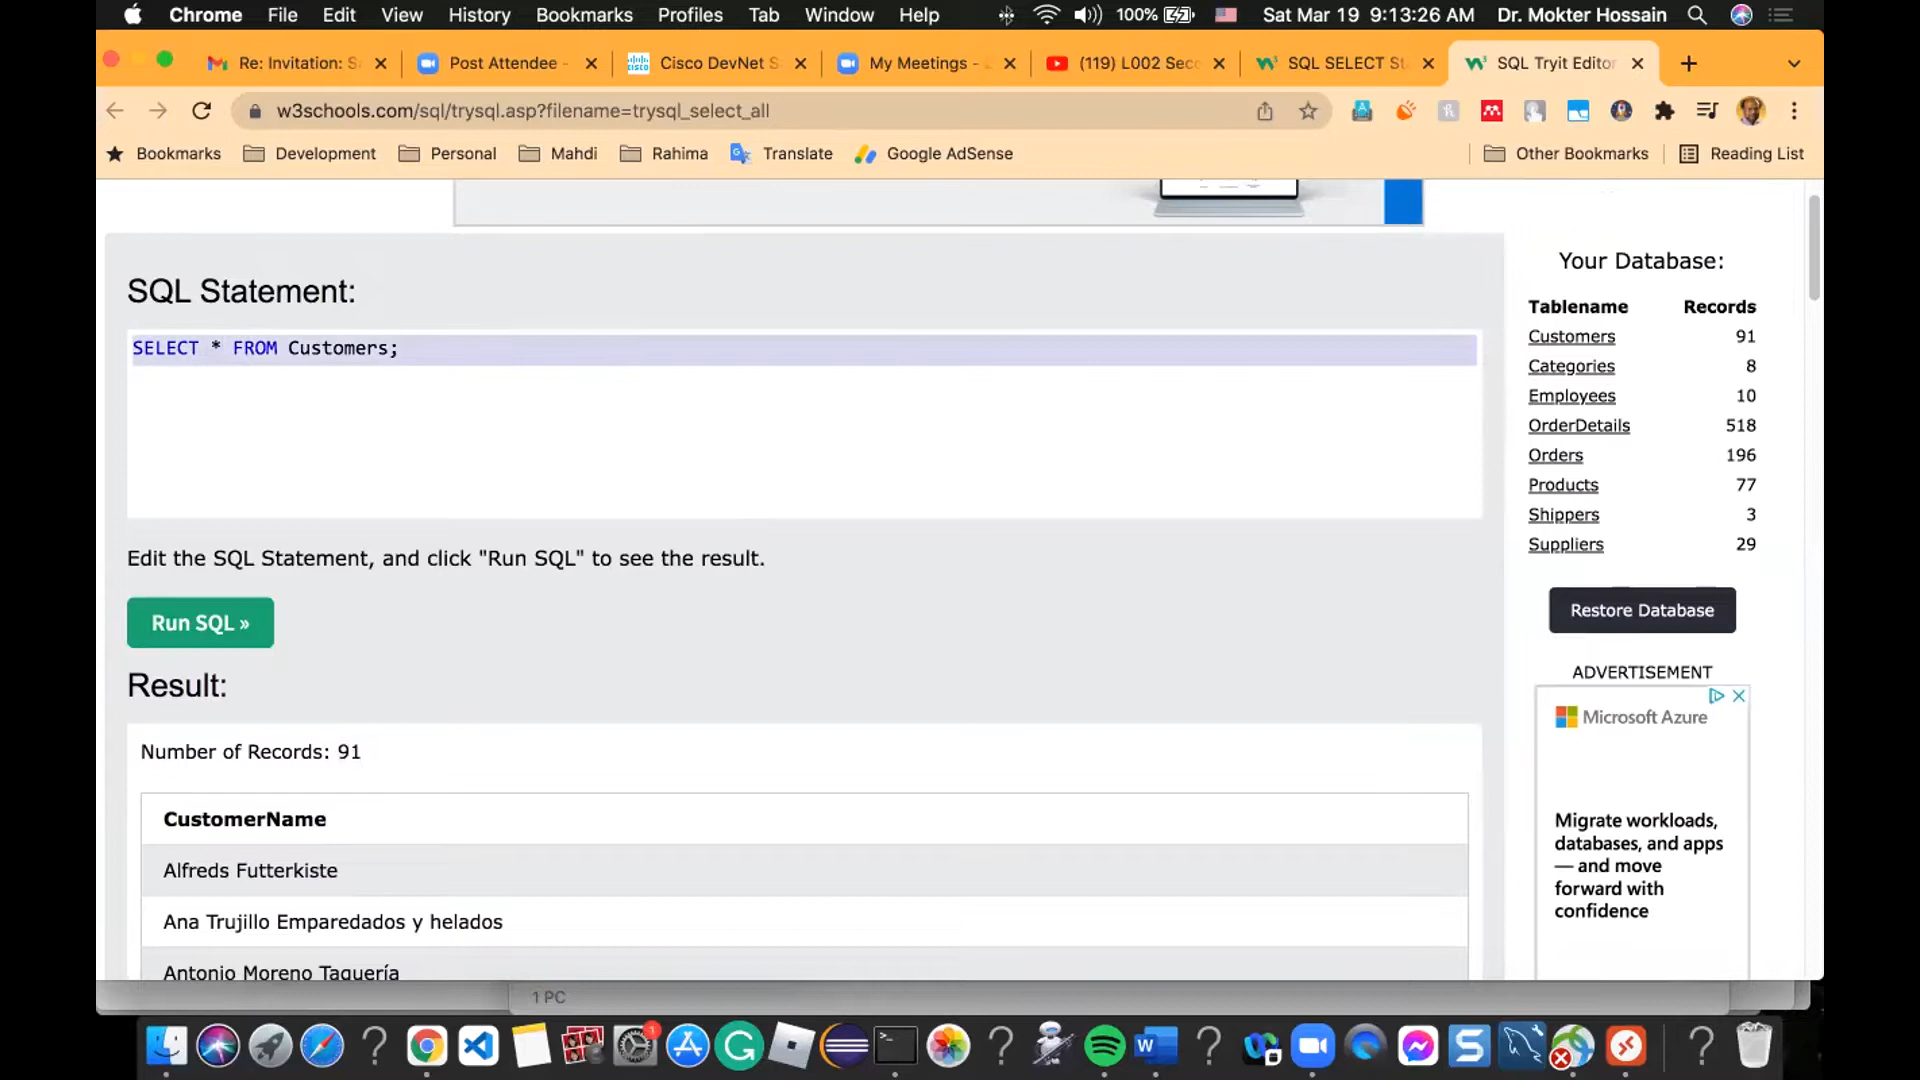 Chrome File Edit View History Bookmarks Profiles Tab Window Help 100% Sat Mar 19 9:13:26 AM Dr. Mokter Hossain
Re: Invitation: S Post Attendee - Cisco DevNet S My Meetings - (119) L002 Sec SQL SELECT St SQL Tryit Editor
w3schools.com/sql/trysql.asp?filename=trysql_select_all
Bookmarks Development Personal Mahdi Rahima Translate Google AdSense Other Bookmarks Reading List
SQL Statement:
SELECT * FROM Customers;
Edit the SQL Statement, and click "Run SQL" to see the result.
Run SQL »
Result:
Number of Records: 91
CustomerName
Alfreds Futterkiste
Ana Trujillo Emparedados y helados
Antonio Moreno Taquería
Your Database:
Tablename Records
Customers 91
Categories 8
Employees 10
OrderDetails 518
Orders 196
Products 77
Shippers 3
Suppliers 29
Restore Database
ADVERTISEMENT
Microsoft Azure
Migrate workloads,
databases, and apps
— and move
forward with
confidence
1 PC